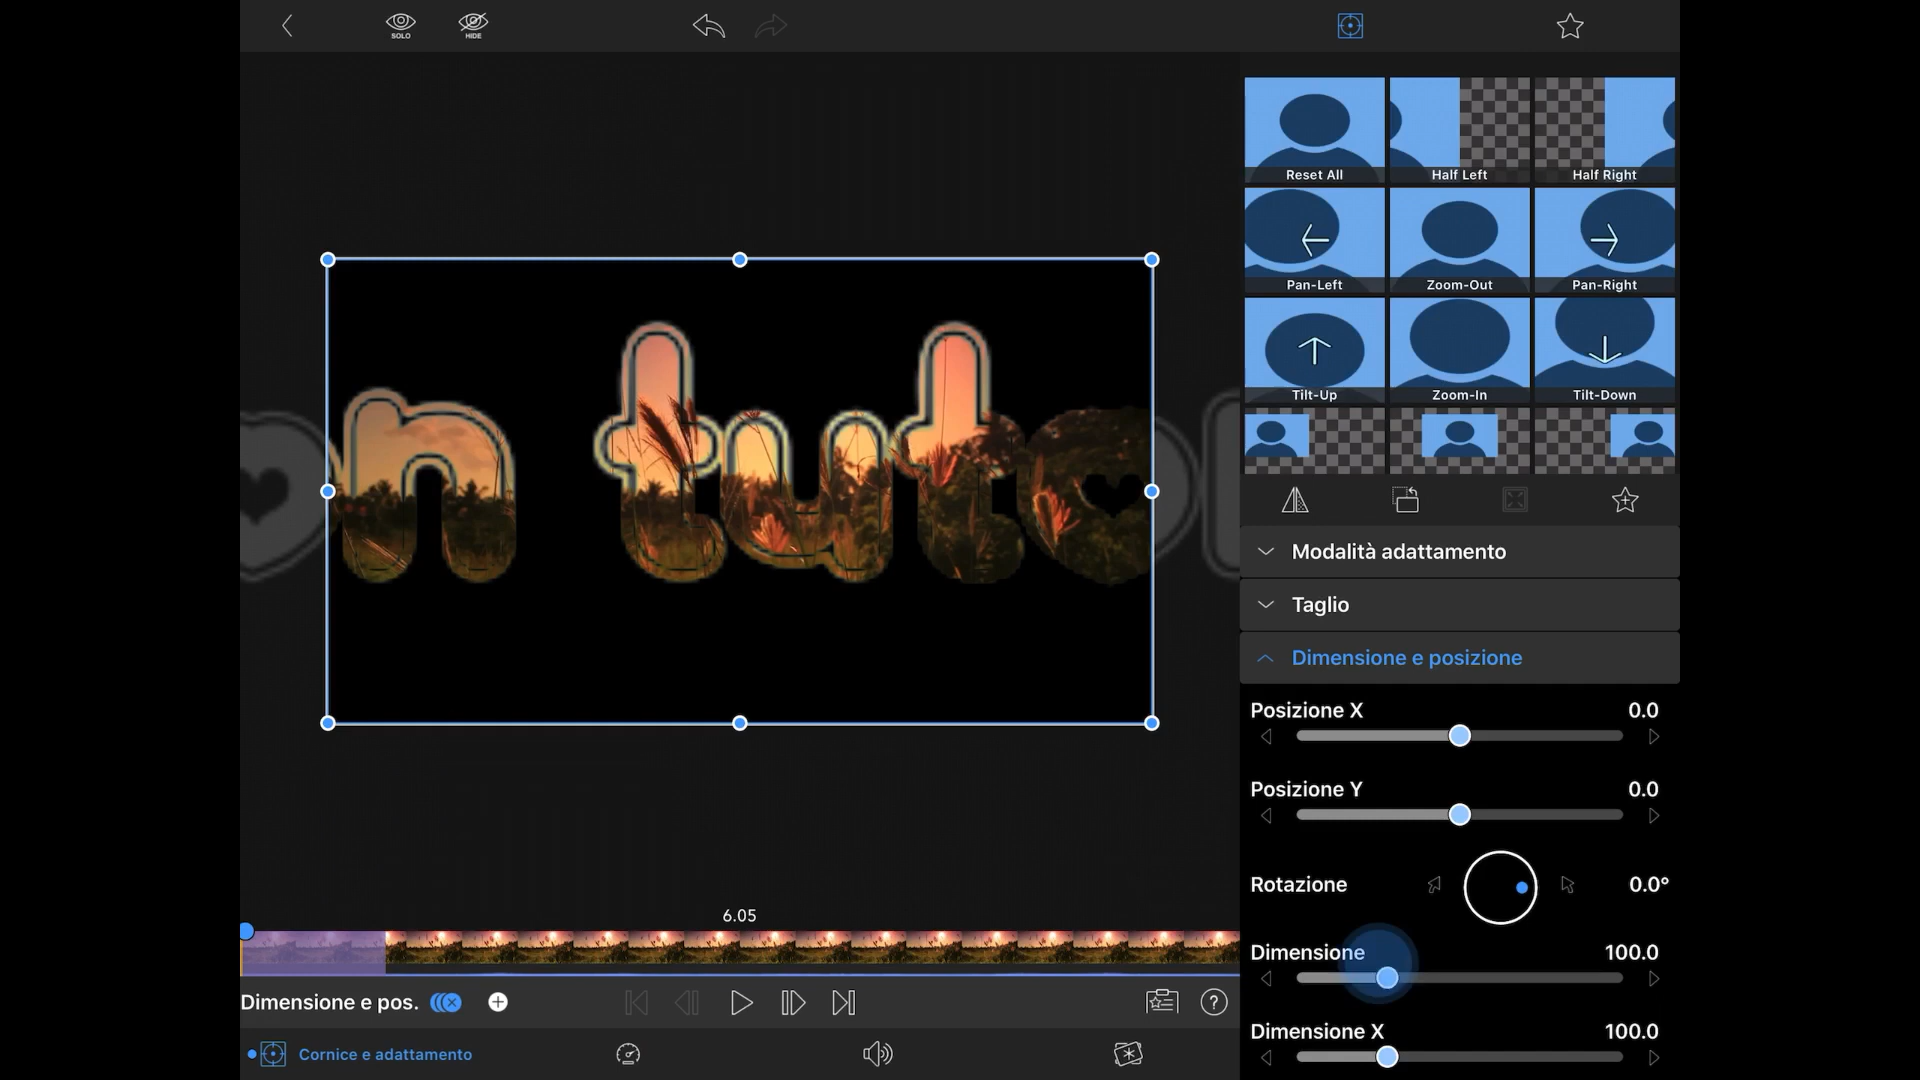 SOLO
HIDE
Reset All
Half Left
Half Right
Pan-Left
Zoom-Out
Pan-Right
Tilt-Up
Zoom-In
Tilt-Down
n tuto
Modalità adattamento
Taglio
Dimensione e posizione
Posizione X
0.0
Posizione Y
0.0
Rotazione
0.0°
6.05
Dimensione
100.0
Dimensione e pos.
?
Dimensione X
100.0
Cornice e adattamento